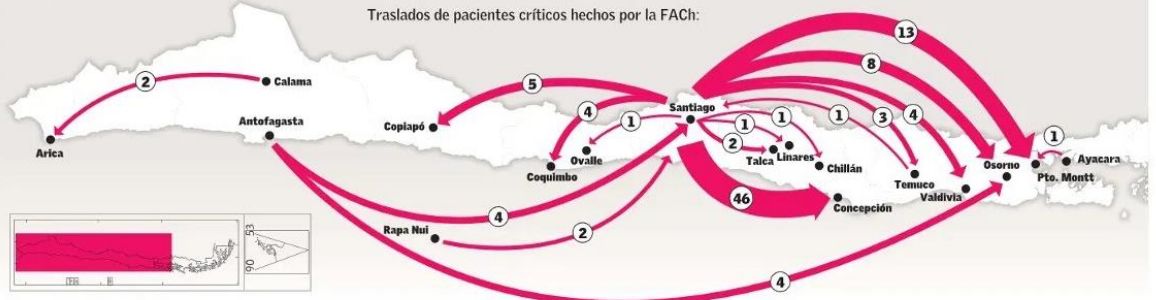 Traslados de pacientes críticos hechos por la FACh:
13
8
2
Calama
5
4
Santiago
1
1
1
3
4
1
2
1
Antofagasta
Copiapó
Arica
Ovalle
Coquimbo
Talca
Linares
Chillán
Osorno
Ayacara
Pto. Montt
Temuco
Valdivia
46
Concepción
4
Rapa Nui
2
4
53
90